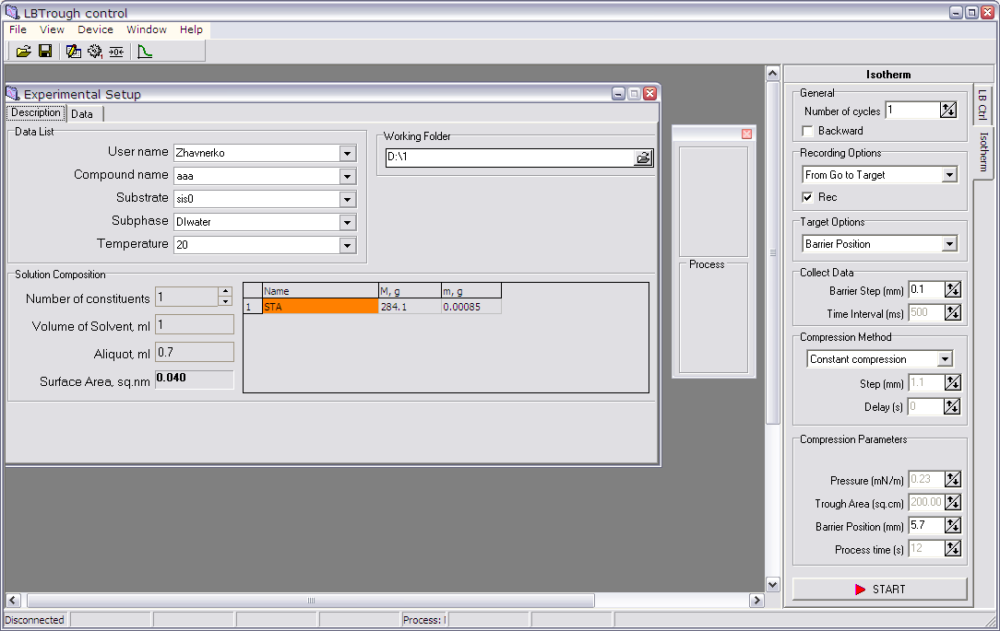 LBTrough control
File View Device Window Help
Experimental Setup
Description Data
Data List
User name Zhavnerko
Compound name aaa
Substrate sis0
Subphase DIwater
Temperature 20
Working Folder
D:\1
Solution Composition
Number of constituents 1
Volume of Solvent, ml 1
Aliquot, ml 0.7
Surface Area, sq.nm 0.040
Name M, g m, g
1 STA 284.1 0.00085
Process
Isotherm
General
Number of cycles 1
Backward
Recording Options
From Go to Target
Rec
Target Options
Barrier Position
Collect Data
Barrier Step (mm) 0.1
Time Interval (ms) 500
Compression Method
Constant compression
Step (mm) 1.1
Delay (s) 0
Compression Parameters
Pressure (mN/m) 0.23
Trough Area (sq.cm) 200.00
Barrier Position (mm) 5.7
Process time (s) 12
START
LB Ctrl
Isotherm
Disconnected
Process: